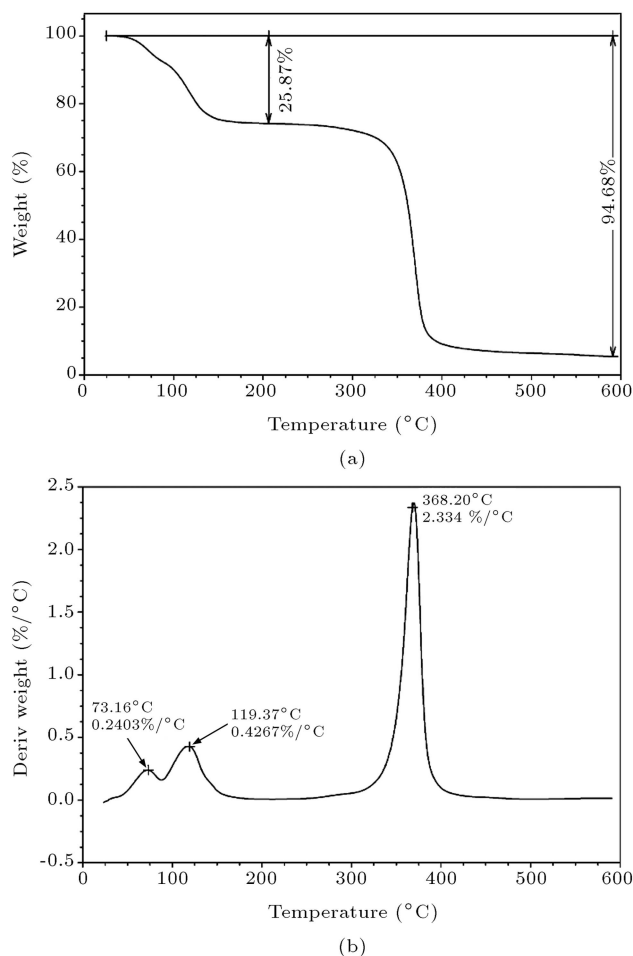 100
80
60
40
20
0
Weight (%)
25.87%
94.68%
0
100
200
300
400
500
600
Temperature (°C)
(a)
2.5
2.0
1.5
1.0
0.5
0.0
-0.5
Deriv weight (%/°C)
368.20°C
2.334 %/°C
73.16°C
0.2403%/°C
119.37°C
0.4267%/°C
0
100
200
300
400
500
600
Temperature (°C)
(b)